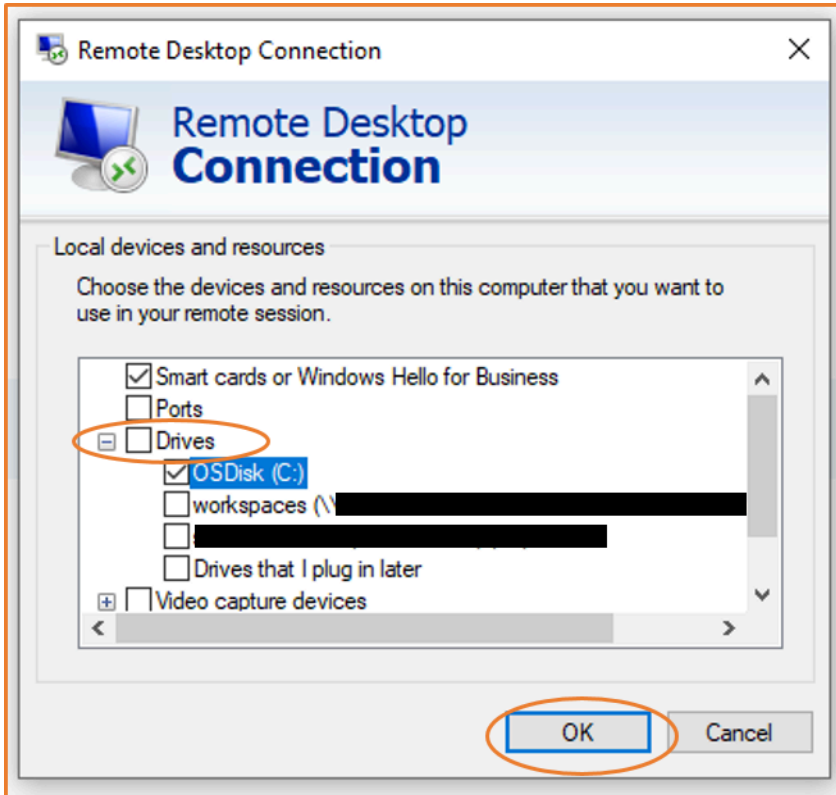 Remote Desktop Connection
Remote Desktop
Connection
Local devices and resources
Choose the devices and resources on this computer that you want to
use in your remote session.
Smart cards or Windows Hello for Business
Ports
Drives
OSDisk (C:)
workspaces (\\
Drives that I plug in later
Video capture devices
OK
Cancel